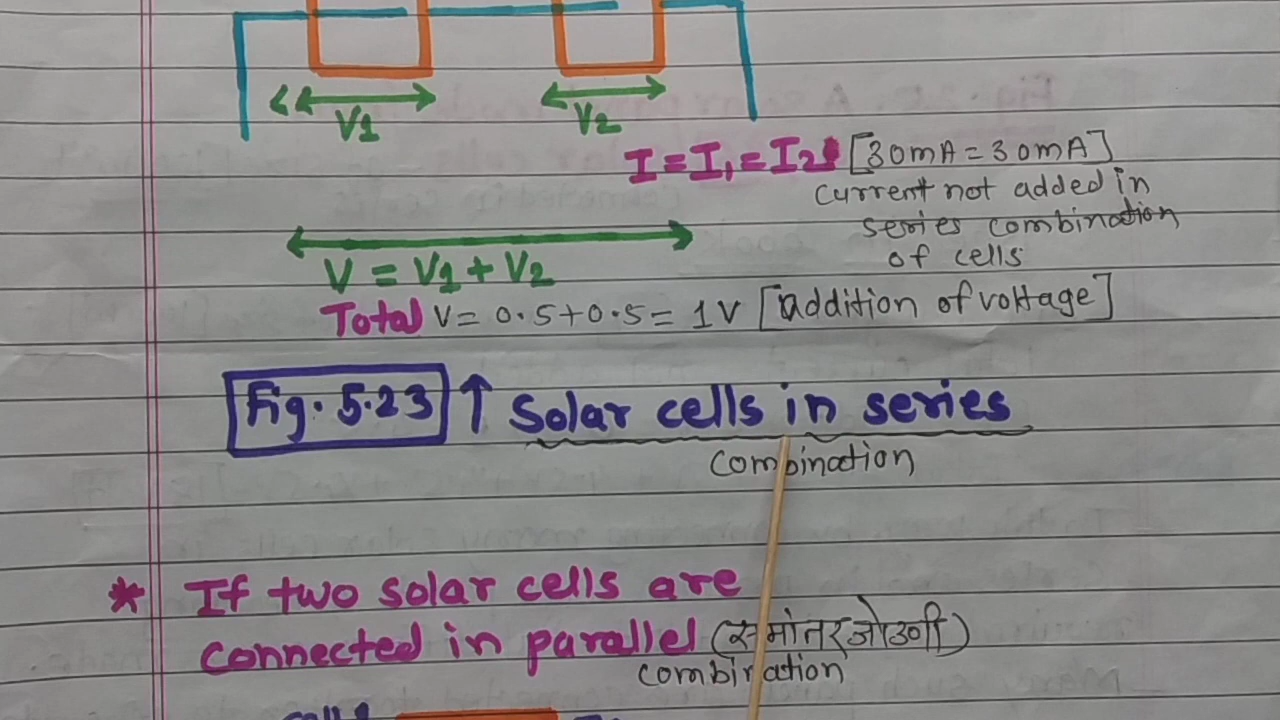 V1
V2
I = I1 = I2 [30mA = 30mA]
current not added in
series combination
of cells
V = V1 + V2
Total V = 0.5+0.5 = 1V [addition of voltage]
Fig. 5.23 ↑ Solar cells in series
combination
* If two solar cells are
connected in parallel (समांतर जोडणी)
combination